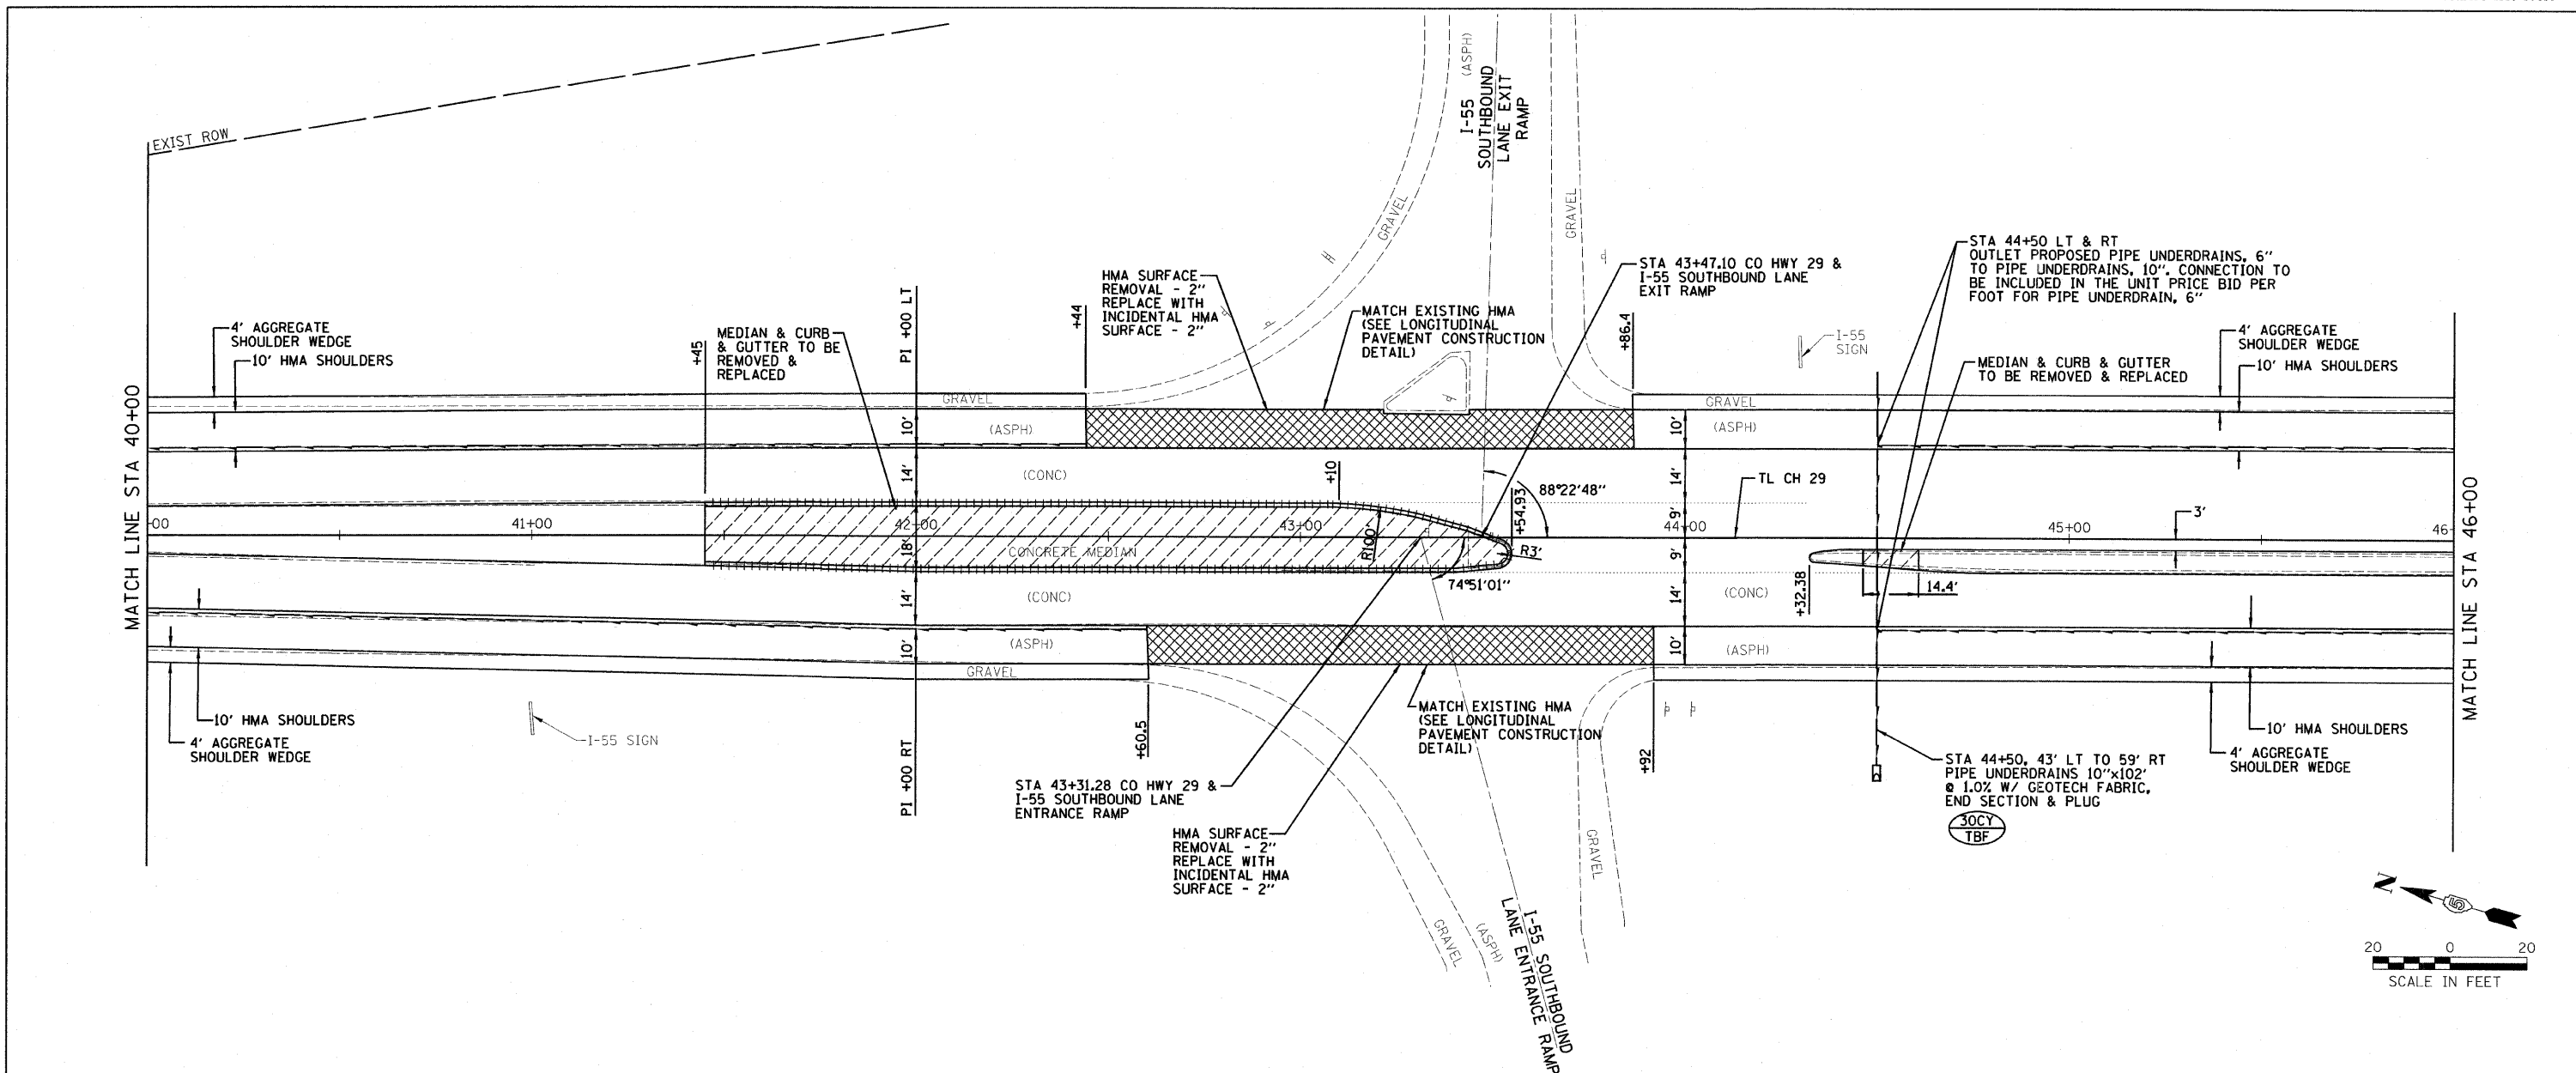 EXIST ROW
MATCH LINE STA 40+00
4' AGGREGATE
SHOULDER WEDGE
10' HMA SHOULDERS
+45
MEDIAN & CURB
& GUTTER TO BE
REMOVED &
REPLACED
PI +00 LT
+44
HMA SURFACE
REMOVAL - 2"
REPLACE WITH
INCIDENTAL HMA
SURFACE - 2"
MATCH EXISTING HMA
(SEE LONGITUDINAL
PAVEMENT CONSTRUCTION
DETAIL)
GRAVEL
(ASPH)
I-55
SOUTHBOUND
LANE EXIT
RAMP
GRAVEL
STA 43+47.10 CO HWY 29 &
I-55 SOUTHBOUND LANE
EXIT RAMP
+86.4
I-55
SIGN
STA 44+50 LT & RT
OUTLET PROPOSED PIPE UNDERDRAINS, 6"
TO PIPE UNDERDRAINS, 10". CONNECTION TO
BE INCLUDED IN THE UNIT PRICE BID PER
FOOT FOR PIPE UNDERDRAIN, 6"
MEDIAN & CURB & GUTTER
TO BE REMOVED & REPLACED
4' AGGREGATE
SHOULDER WEDGE
10' HMA SHOULDERS
MATCH LINE STA 46+00
GRAVEL
GRAVEL
10'
(ASPH)
10'
(ASPH)
14'
(CONC)
+10
88°22'48"
14'
TL CH 29
+00
41+00
42+00
43+00
+54.93
9'
44+00
45+00
3'
46
18'
CONCRETE MEDIAN
R100'
R3'
9'
74°51'01"
14'
(CONC)
14'
(CONC)
+32.38
14.4'
10'
(ASPH)
10'
(ASPH)
GRAVEL
10' HMA SHOULDERS
4' AGGREGATE
SHOULDER WEDGE
I-55 SIGN
PI +00 RT
+60.5
MATCH EXISTING HMA
(SEE LONGITUDINAL
PAVEMENT CONSTRUCTION
DETAIL)
+92
STA 43+31.28 CO HWY 29 &
I-55 SOUTHBOUND LANE
ENTRANCE RAMP
HMA SURFACE
REMOVAL - 2"
REPLACE WITH
INCIDENTAL HMA
SURFACE - 2"
GRAVEL
(ASPH)
I-55 SOUTHBOUND
LANE ENTRANCE RAMP
GRAVEL
STA 44+50, 43' LT TO 59' RT
PIPE UNDERDRAINS 10"x102'
@ 1.0% W/ GEOTECH FABRIC,
END SECTION & PLUG
30CY
TBF
10' HMA SHOULDERS
4' AGGREGATE
SHOULDER WEDGE
N
20 0 20
SCALE IN FEET